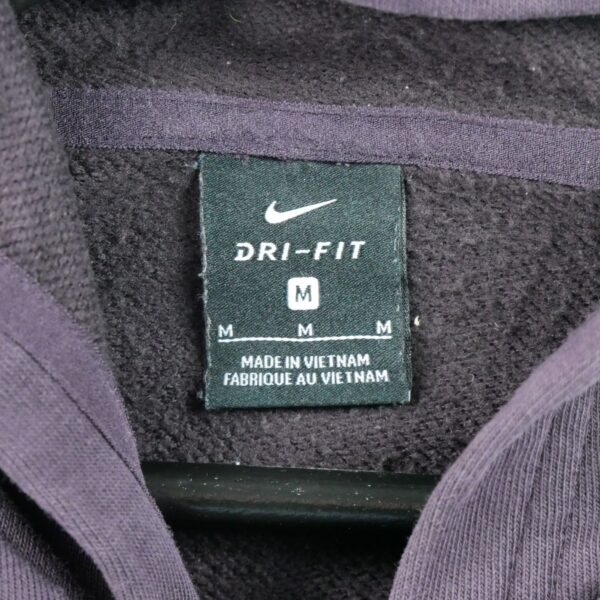 DRI-FIT
M
M M M
MADE IN VIETNAM
FABRIQUE AU VIETNAM